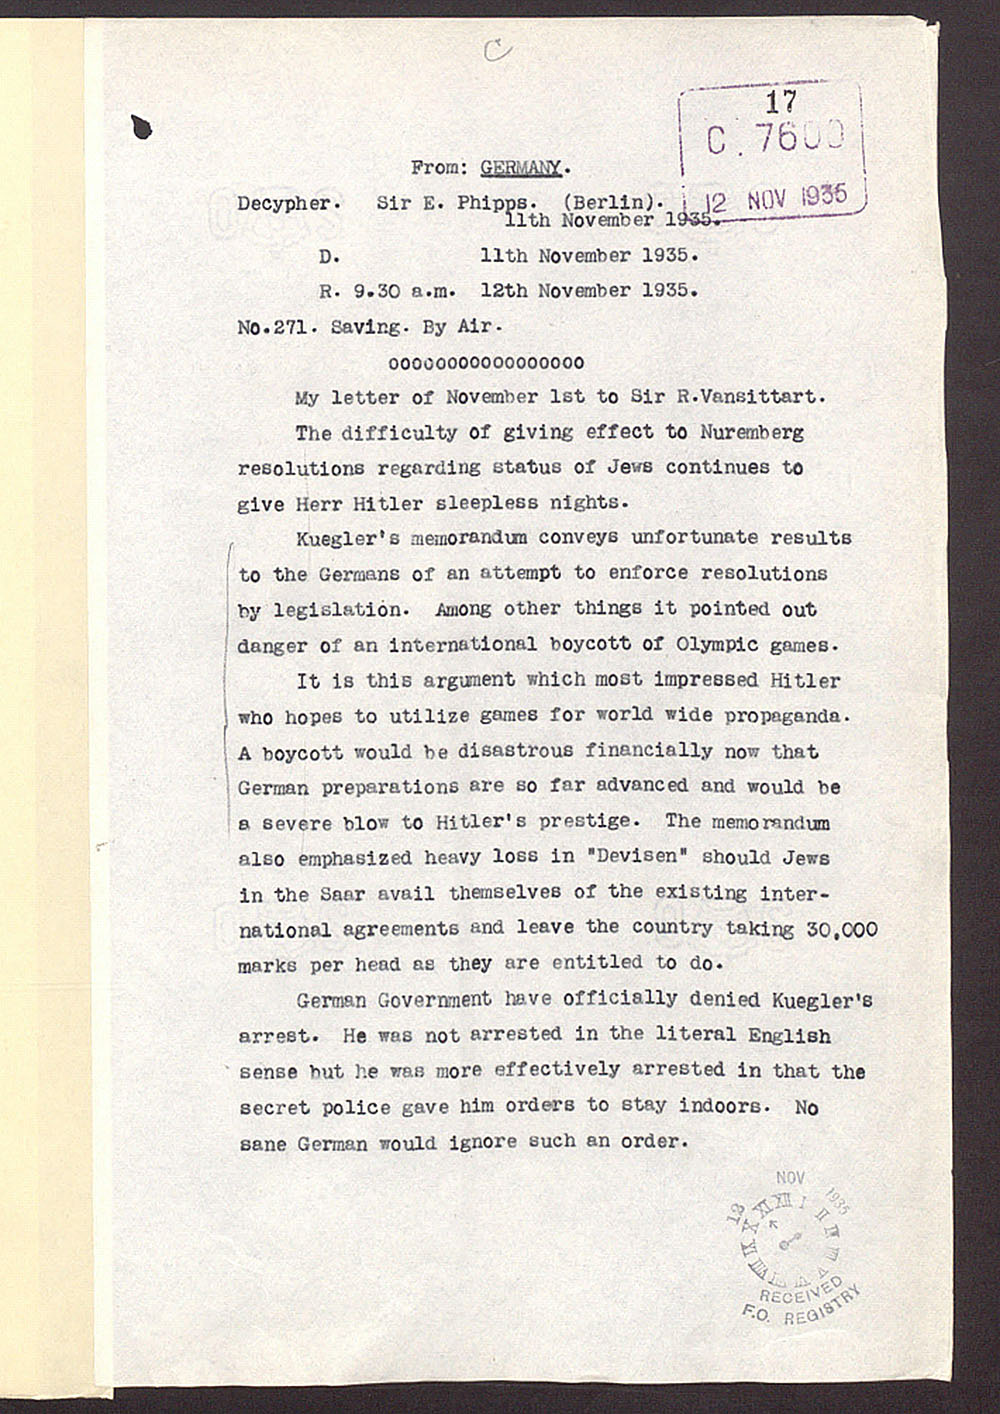 C
17
C. 7600
12 NOV 1935
From: GERMANY.
Decypher. Sir E. Phipps. (Berlin).
11th November 1935.
D. 11th November 1935.
R. 9.30 a.m. 12th November 1935.
No.271. Saving. By Air.
ooooooooooooooooo
My letter of November 1st to Sir R.Vansittart.
The difficulty of giving effect to Nuremberg
resolutions regarding status of Jews continues to
give Herr Hitler sleepless nights.
Kuegler's memorandum conveys unfortunate results
to the Germans of an attempt to enforce resolutions
by legislation. Among other things it pointed out
danger of an international boycott of Olympic games.
It is this argument which most impressed Hitler
who hopes to utilize games for world wide propaganda.
A boycott would be disastrous financially now that
German preparations are so far advanced and would be
a severe blow to Hitler's prestige. The memorandum
also emphasized heavy loss in "Devisen" should Jews
in the Saar avail themselves of the existing inter-
national agreements and leave the country taking 30,000
marks per head as they are entitled to do.
German Government have officially denied Kuegler's
arrest. He was not arrested in the literal English
sense but he was more effectively arrested in that the
secret police gave him orders to stay indoors. No
sane German would ignore such an order.
13 NOV 1935
RECEIVED
F.O. REGISTRY